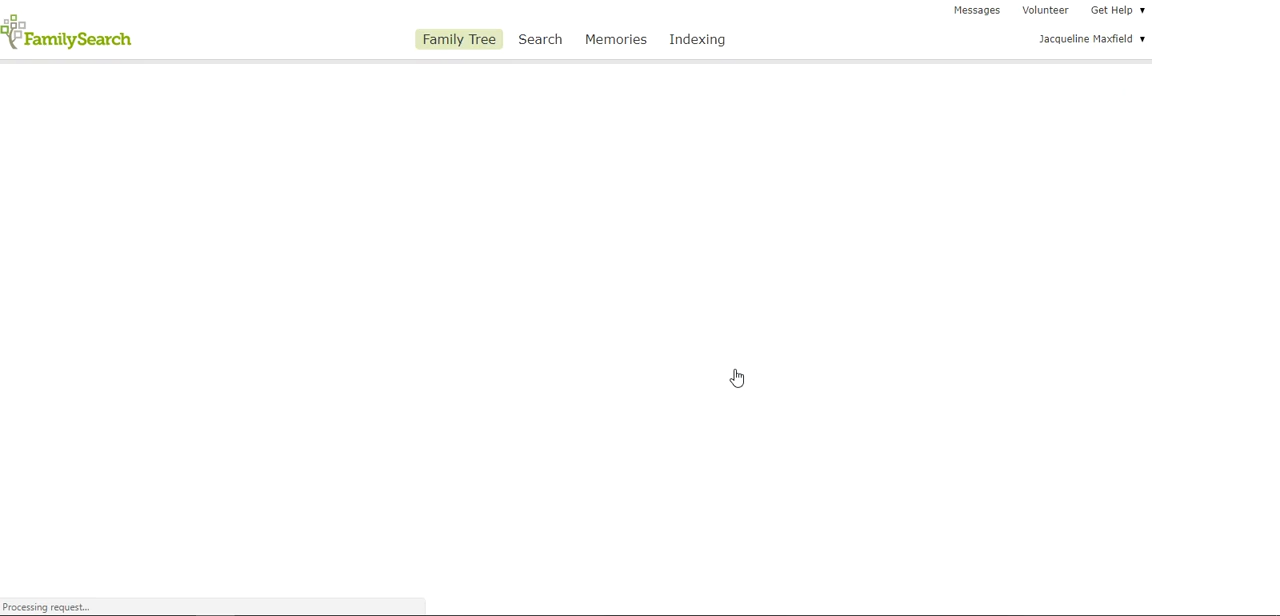 Messages Volunteer Get Help ▼
FamilySearch Family Tree Search Memories Indexing Jacqueline Maxfield ▼
Processing request...